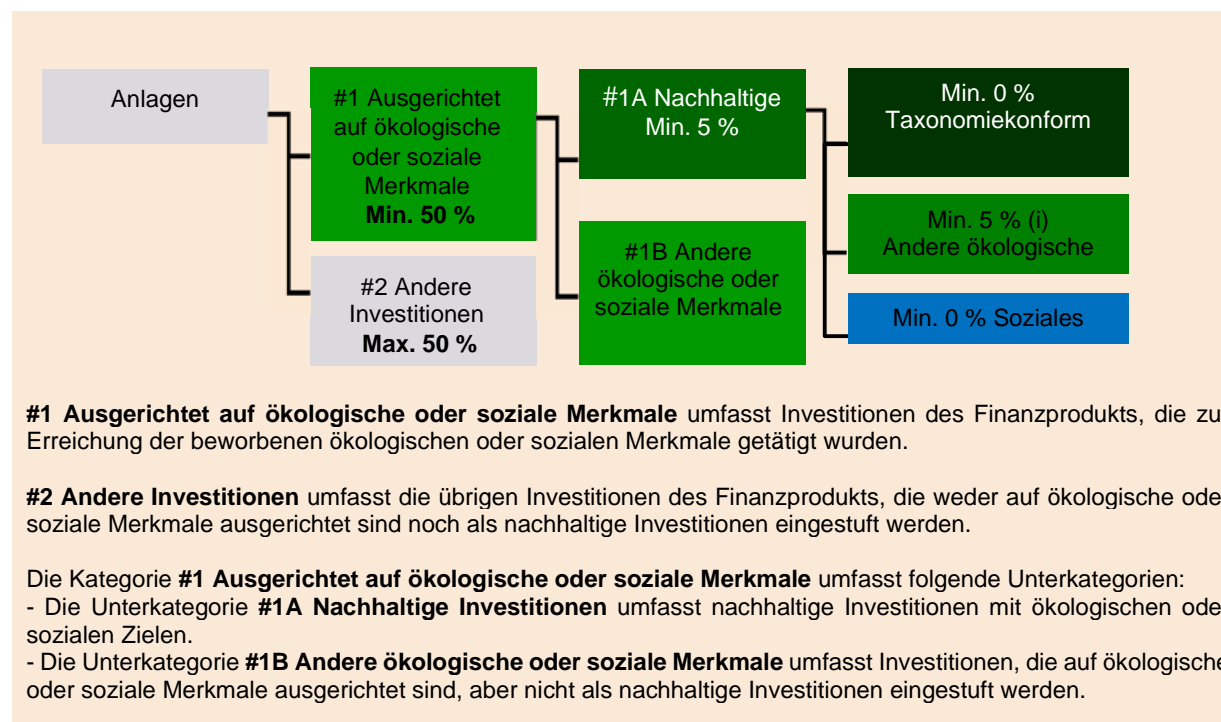 Anlagen
#1 Ausgerichtet
auf ökologische
oder soziale
Merkmale
Min. 50 %
#2 Andere
Investitionen
Max. 50 %
#1A Nachhaltige
Min. 5 %
#1B Andere
ökologische oder
soziale Merkmale
Min. 0 %
Taxonomiekonform
Min. 5 % (i)
Andere ökologische
Min. 0 % Soziales
#1 Ausgerichtet auf ökologische oder soziale Merkmale umfasst Investitionen des Finanzprodukts, die zu
Erreichung der beworbenen ökologischen oder sozialen Merkmale getätigt wurden.
#2 Andere Investitionen umfasst die übrigen Investitionen des Finanzprodukts, die weder auf ökologische ode
soziale Merkmale ausgerichtet sind noch als nachhaltige Investitionen eingestuft werden.
Die Kategorie #1 Ausgerichtet auf ökologische oder soziale Merkmale umfasst folgende Unterkategorien:
- Die Unterkategorie #1A Nachhaltige Investitionen umfasst nachhaltige Investitionen mit ökologischen ode
sozialen Zielen.
- Die Unterkategorie #1B Andere ökologische oder soziale Merkmale umfasst Investitionen, die auf ökologische
oder soziale Merkmale ausgerichtet sind, aber nicht als nachhaltige Investitionen eingestuft werden.